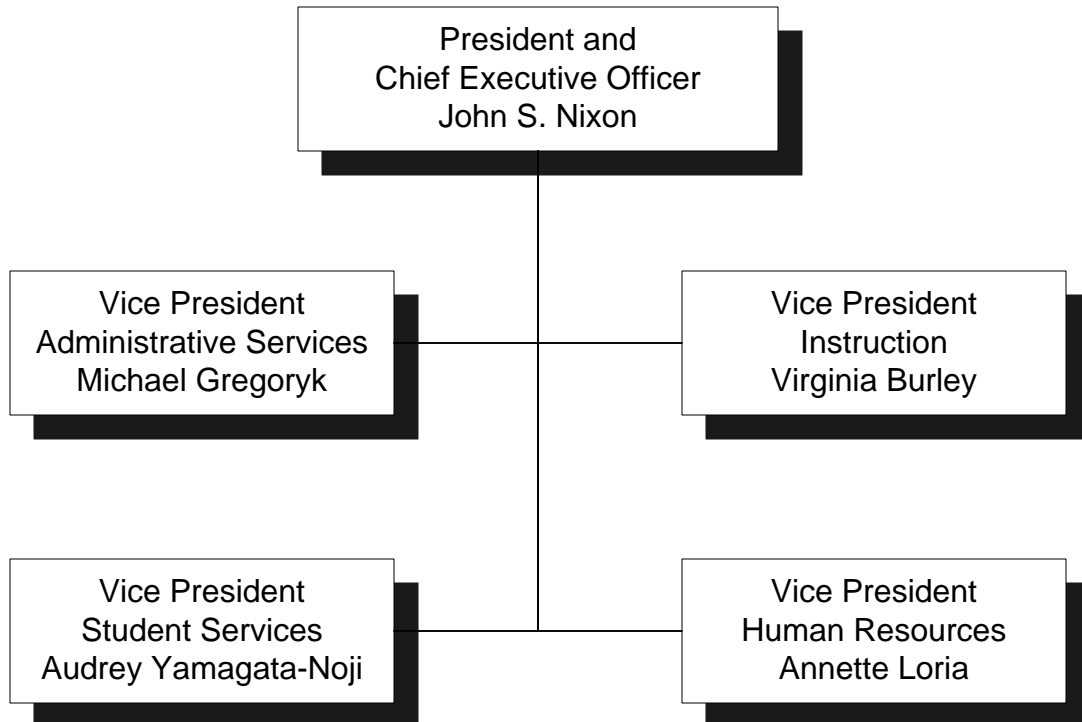 President and
Chief Executive Officer
John S. Nixon
Vice President
Administrative Services
Michael Gregoryk
Vice President
Instruction
Virginia Burley
Vice President
Student Services
Audrey Yamagata-Noji
Vice President
Human Resources
Annette Loria